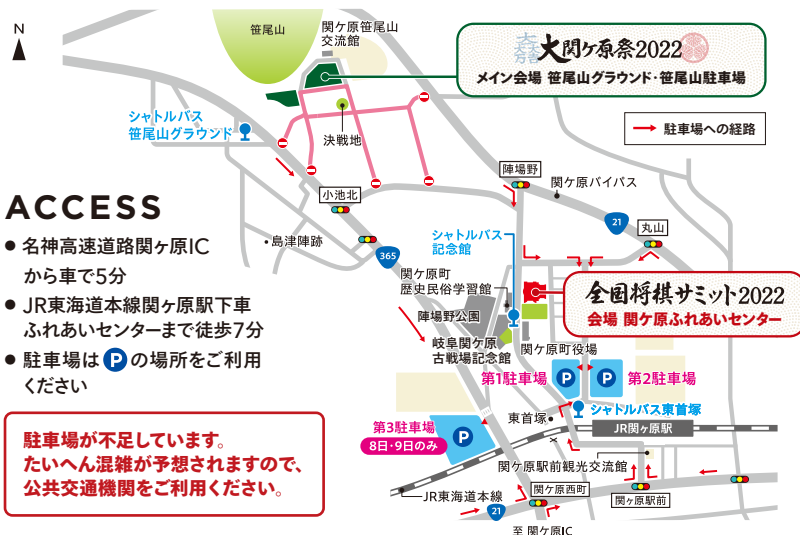 N
笹尾山
関ケ原笹尾山
交流館
大関ケ原祭2022
メイン会場 笹尾山グラウンド・笹尾山駐車場
シャトルバス
笹尾山グラウンド
決戦地
駐車場への経路
陣場野
関ケ原バイパス
小池北
21
丸山
ACCESS
● 名神高速道路関ヶ原IC
から車で5分
● JR東海道本線関ヶ原駅下車
ふれあいセンターまで徒歩7分
● 駐車場は P の場所をご利用
ください
・島津陣跡
365
シャトルバス
記念館
関ケ原町
歴史民俗学習館
陣場野公園
岐阜関ケ原
古戦場記念館
全国将棋サミット2022
会場 関ケ原ふれあいセンター
関ケ原町役場
第1駐車場
P
P
第2駐車場
シャトルバス東首塚
東首塚
JR関ヶ原駅
第3駐車場
8日・9日のみ
P
駐車場が不足しています。
たいへん混雑が予想されますので、
公共交通機関をご利用ください。
関ケ原駅前観光交流館
JR東海道本線
関ケ原西町
関ヶ原駅前
21
至 関ケ原IC